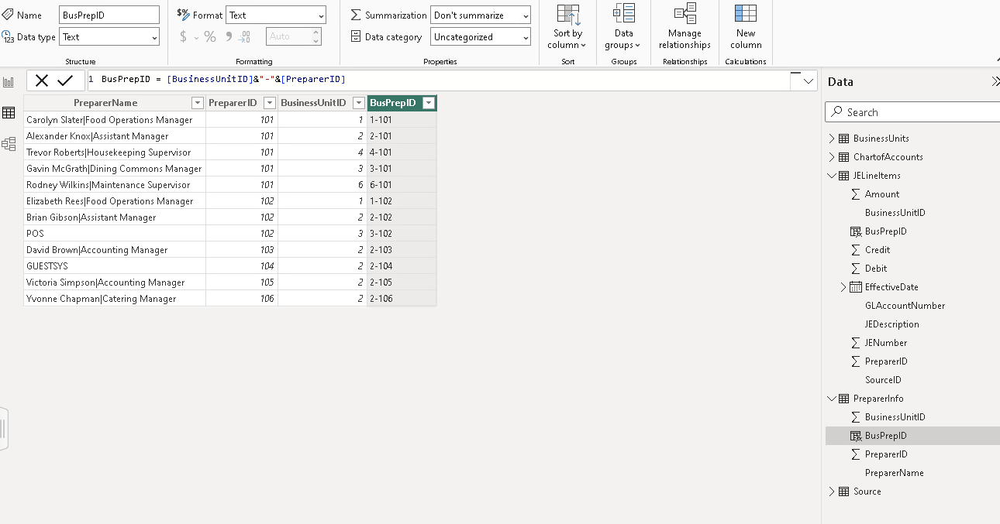 Name BusPrepID $% Format Text Summarization Don't summarize
Data type Text $ % Auto Data category Uncategorized
Sort by column
Data groups
Manage relationships
New column
Structure Formatting Properties Sort Groups Relationships Calculations
1 BusPrepID = [BusinessUnitID]&"-"&[PreparerID]
PreparerName PreparerID BusinessUnitID BusPrepID
Carolyn Slater|Food Operations Manager 101 1 1-101
Alexander Knox|Assistant Manager 101 2 2-101
Trevor Roberts|Housekeeping Supervisor 101 4 4-101
Gavin McGrath|Dining Commons Manager 101 3 3-101
Rodney Wilkins|Maintenance Supervisor 101 6 6-101
Elizabeth Rees|Food Operations Manager 102 1 1-102
Brian Gibson|Assistant Manager 102 2 2-102
POS 102 3 3-102
David Brown|Accounting Manager 103 2 2-103
GUESTSYS 104 2 2-104
Victoria Simpson|Accounting Manager 105 2 2-105
Yvonne Chapman|Catering Manager 106 2 2-106
Data
Search
BusinessUnits
ChartofAccounts
JELineItems
Amount
BusinessUnitID
BusPrepID
Credit
Debit
EffectiveDate
GLAccountNumber
JEDescription
JENumber
PreparerID
SourceID
PreparerInfo
BusinessUnitID
BusPrepID
PreparerID
PreparerName
Source